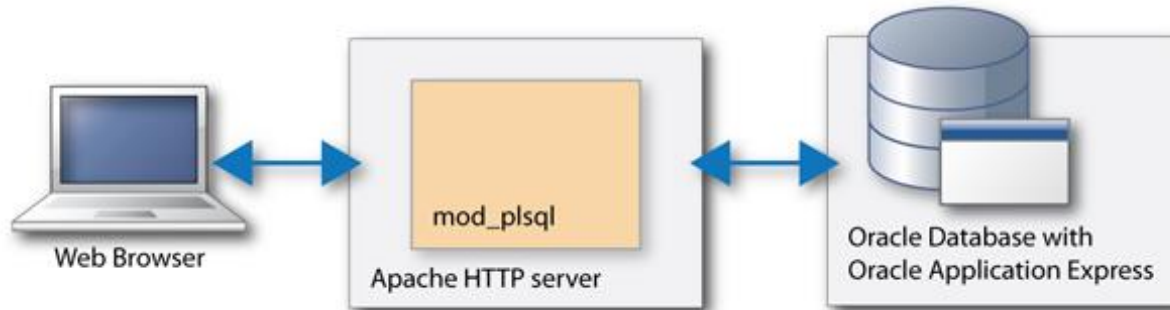 Web Browser
mod_plsql
Apache HTTP server
Oracle Database with
Oracle Application Express